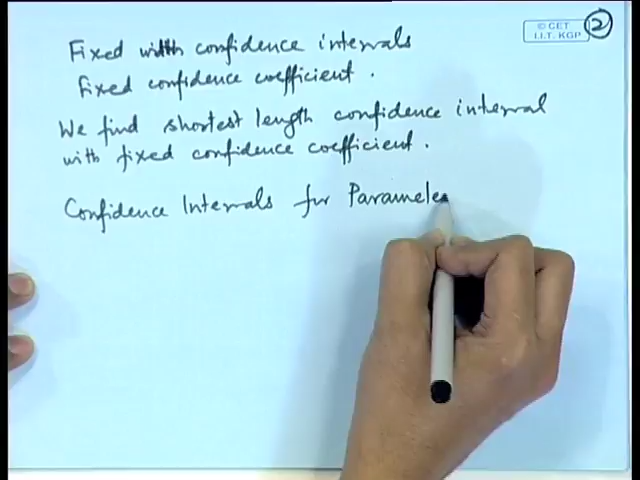 © CET
I.I.T. KGP
2
Fixed width confidence intervals
fixed confidence coefficient.
We find shortest length confidence interval
with fixed confidence coefficient.
Confidence Intervals for Paramete